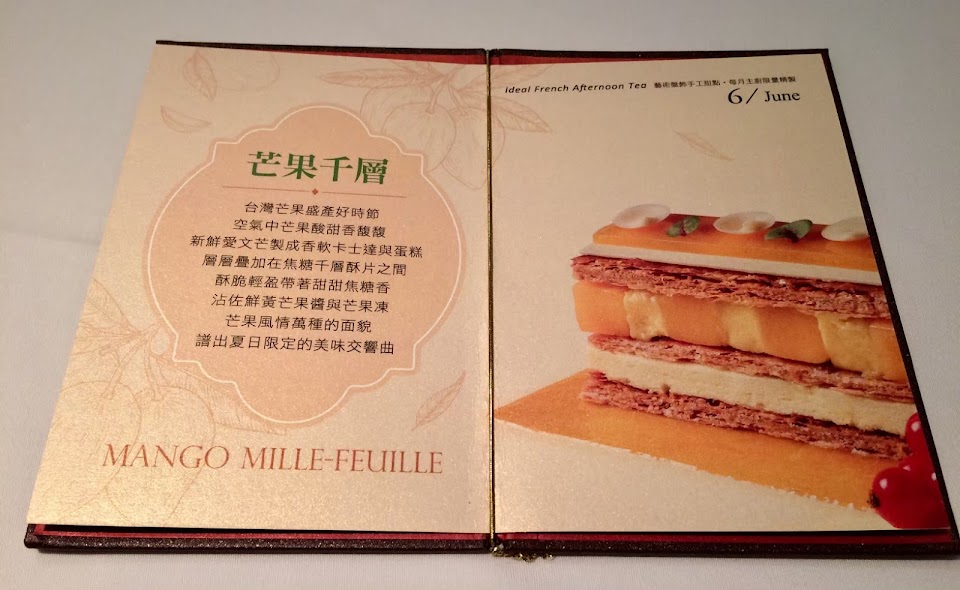 芒果千層
台灣芒果盛產好時節
空氣中芒果酸甜香馥馥
新鮮愛文芒製成香軟卡士達與蛋糕
層層疊加在焦糖千層酥片之間
酥脆輕盈帶著甜甜焦糖香
沾佐鮮黃芒果醬與芒果凍
芒果風情萬種的面貌
譜出夏日限定的美味交響曲
MANGO MILLE-FEUILLE
Ideal French Afternoon Tea 藝術盤飾手工甜點・每月主廚限量精製
6/ June